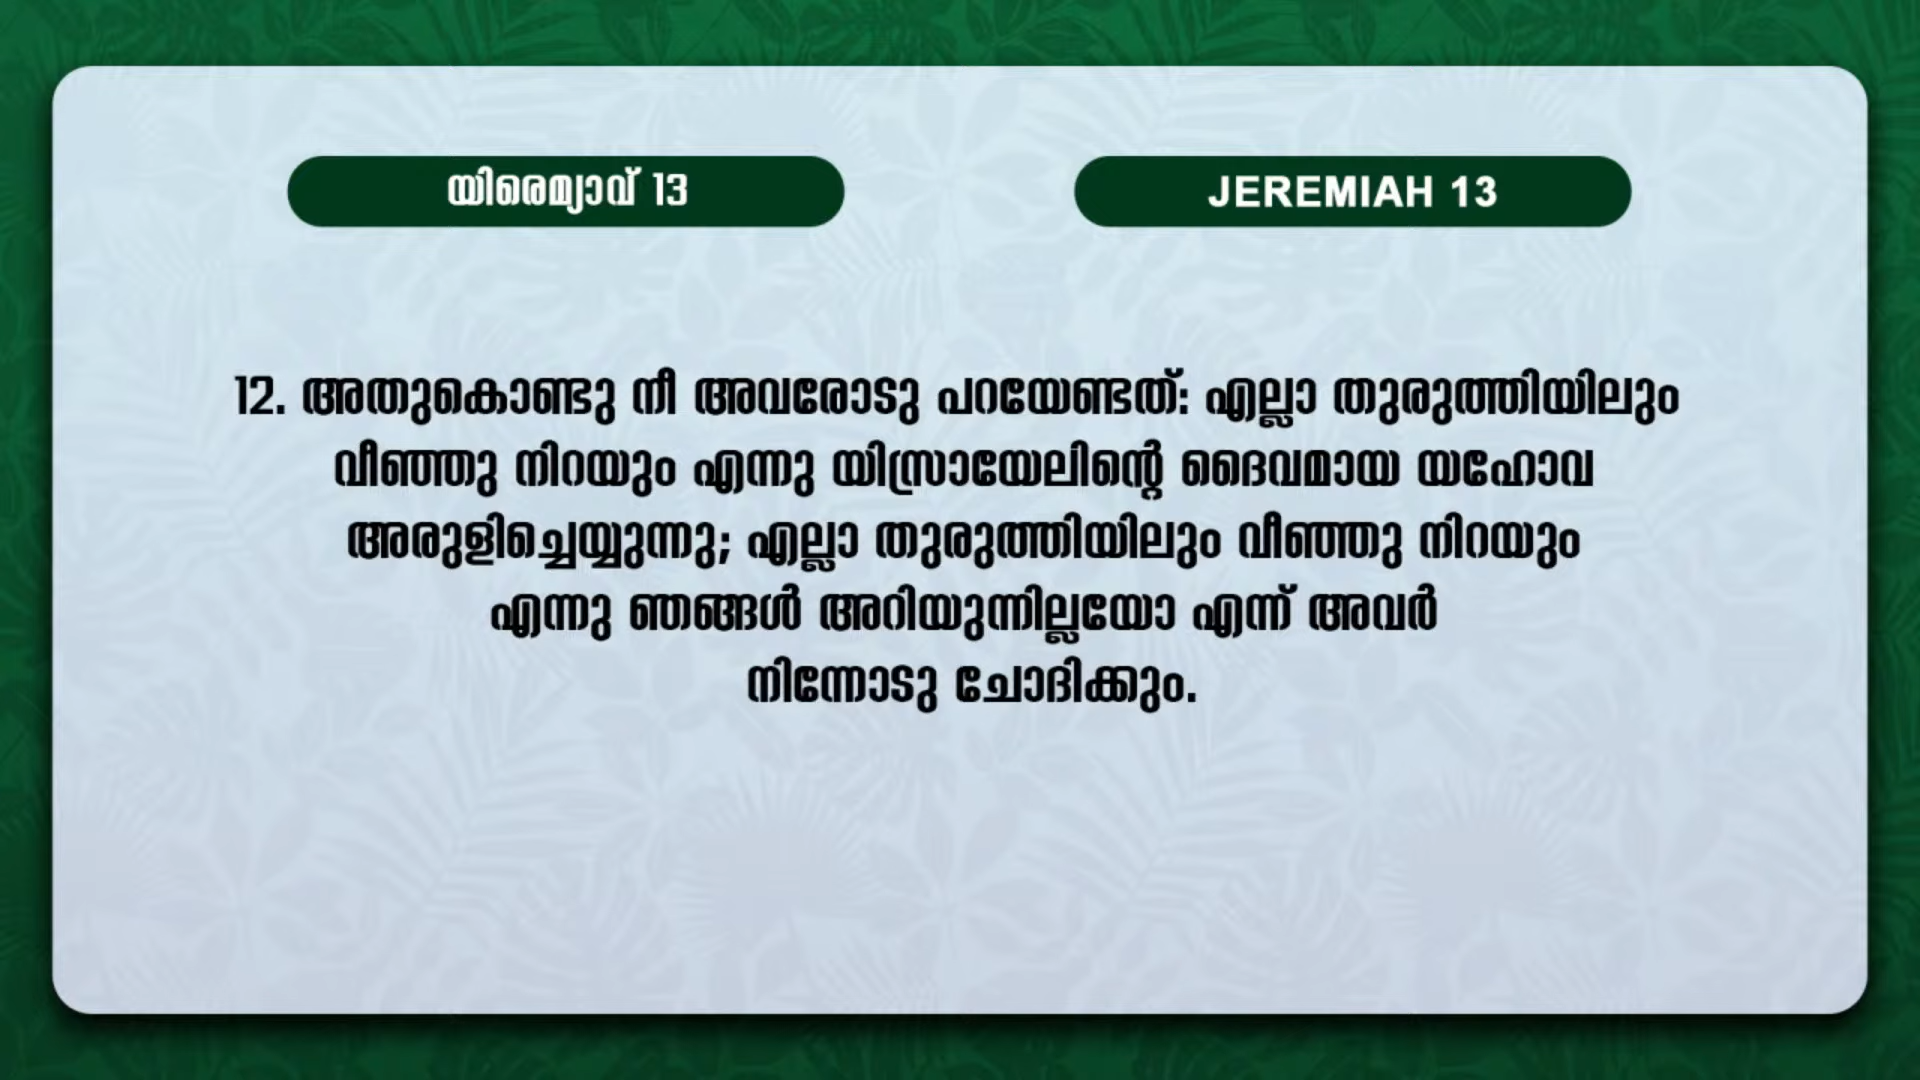 യിരെമ്യാവ് 13
JEREMIAH 13
12. അതുകൊണ്ടു നീ അവരോടു പറയേണ്ടത്: എല്ലാ തുരുത്തിയിലും
വീഞ്ഞു നിറയും എന്നു യിസ്രായേലിന്റെ ദൈവമായ യഹോവ
അരുളിച്ചെയ്യുന്നു; എല്ലാ തുരുത്തിയിലും വീഞ്ഞു നിറയും
എന്നു ഞങ്ങൾ അറിയുന്നില്ലയോ എന്ന് അവർ
നിന്നോടു ചോദിക്കും.